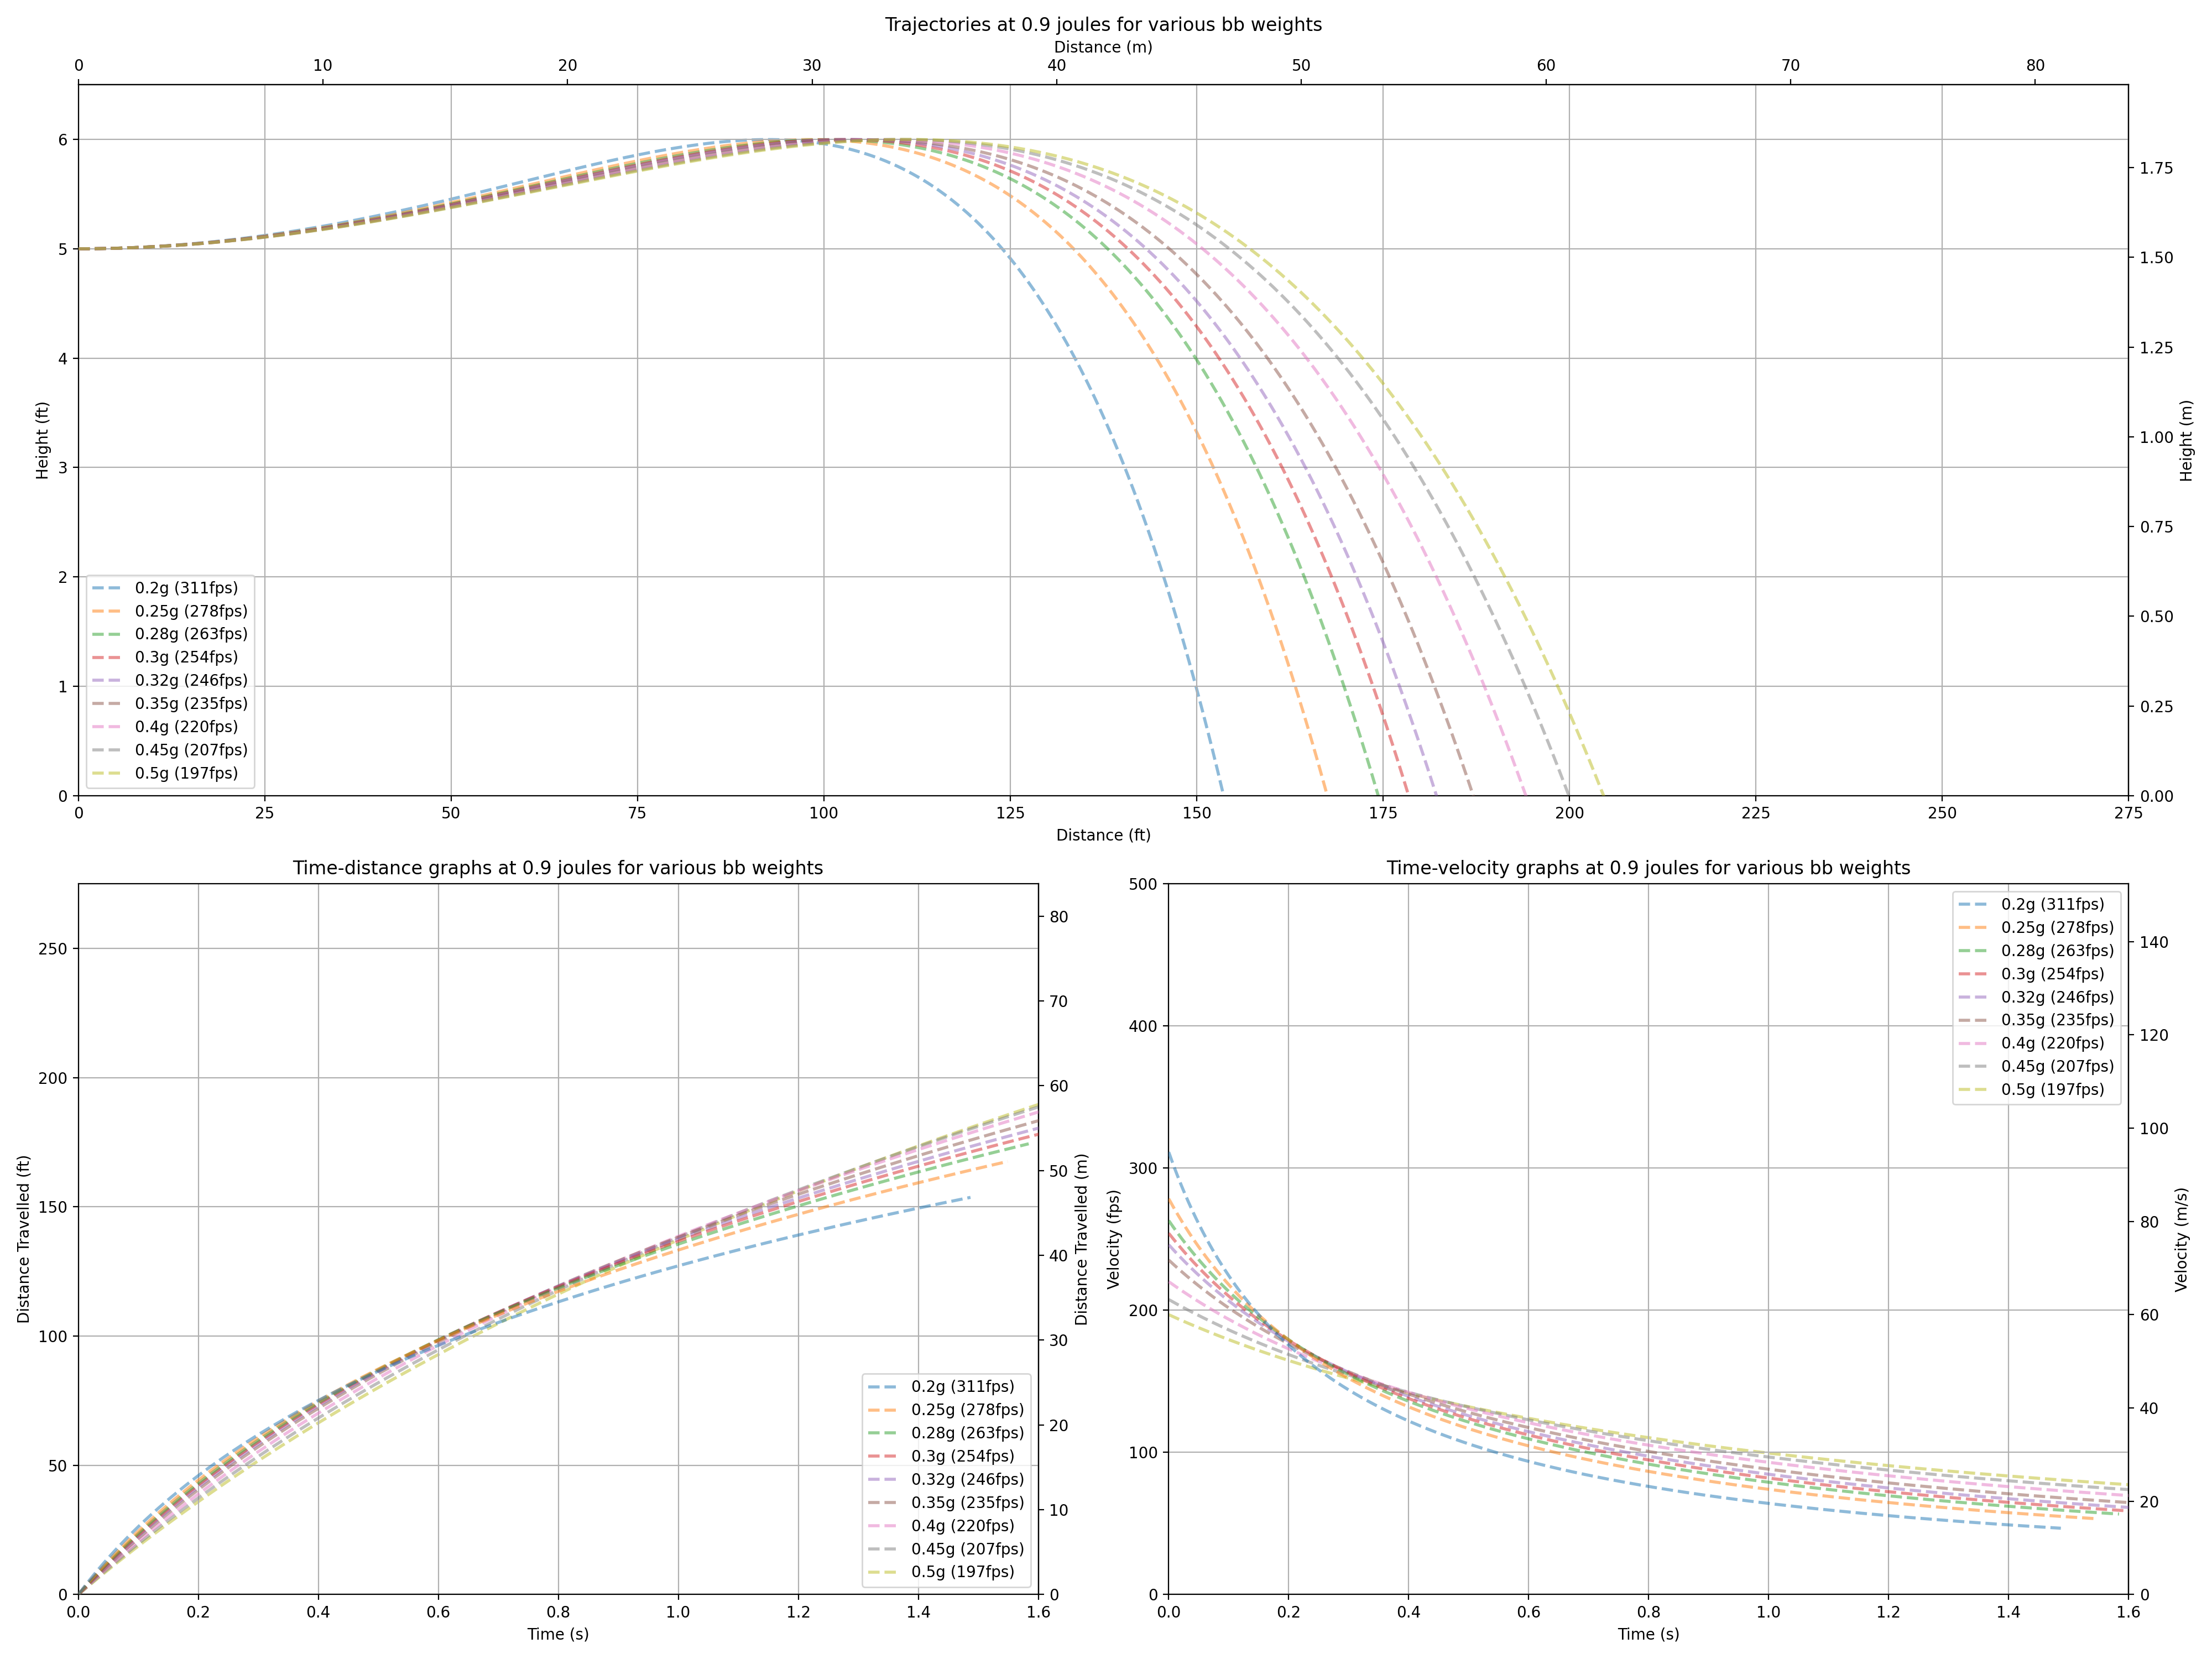 Trajectories at 0.9 joules for various bb weights
Distance (m)
0 10 20 30 40 50 60 70 80
6
5
4
3
2
1
0
Height (ft)
1.75
1.50
1.25
1.00
0.75
0.50
0.25
0.00
Height (m)
0.2g (311fps)
0.25g (278fps)
0.28g (263fps)
0.3g (254fps)
0.32g (246fps)
0.35g (235fps)
0.4g (220fps)
0.45g (207fps)
0.5g (197fps)
0 25 50 75 100 125 150 175 200 225 250 275
Distance (ft)
Time-distance graphs at 0.9 joules for various bb weights
250
200
150
100
50
0
Distance Travelled (ft)
80
70
60
50
40
30
20
10
0
Distance Travelled (m)
0.2g (311fps)
0.25g (278fps)
0.28g (263fps)
0.3g (254fps)
0.32g (246fps)
0.35g (235fps)
0.4g (220fps)
0.45g (207fps)
0.5g (197fps)
0.0 0.2 0.4 0.6 0.8 1.0 1.2 1.4 1.6
Time (s)
Time-velocity graphs at 0.9 joules for various bb weights
500
400
300
200
100
0
Velocity (fps)
0.2g (311fps)
0.25g (278fps)
0.28g (263fps)
0.3g (254fps)
0.32g (246fps)
0.35g (235fps)
0.4g (220fps)
0.45g (207fps)
0.5g (197fps)
140
120
100
80
60
40
20
0
Velocity (m/s)
0.0 0.2 0.4 0.6 0.8 1.0 1.2 1.4 1.6
Time (s)